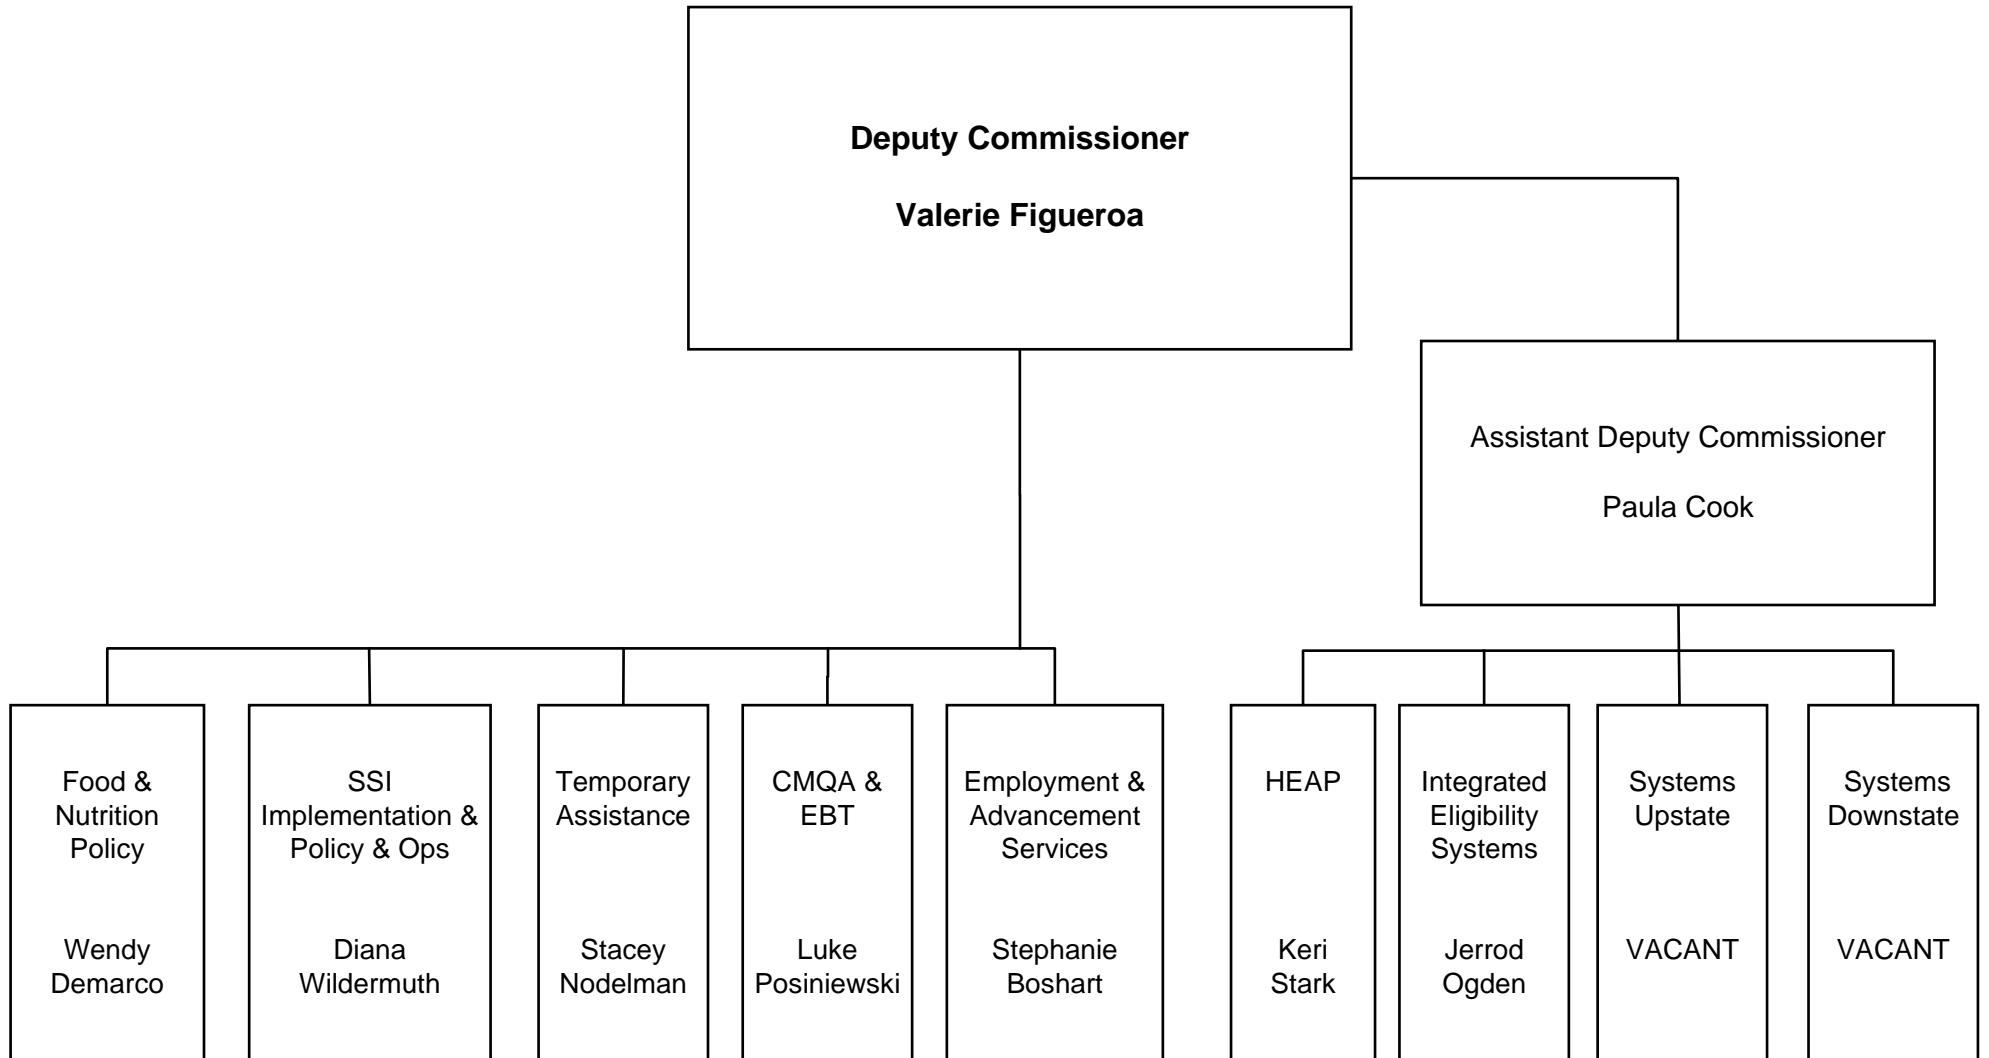 Deputy Commissioner
Valerie Figueroa
Assistant Deputy Commissioner
Paula Cook
Food &
Nutrition
Policy
Wendy
Demarco
SSI
Implementation &
Policy & Ops
Diana
Wildermuth
Temporary
Assistance
Stacey
Nodelman
CMQA &
EBT
Luke
Posiniewski
Employment &
Advancement
Services
Stephanie
Boshart
HEAP
Keri
Stark
Integrated
Eligibility
Systems
Jerrod
Ogden
Systems
Upstate
VACANT
Systems
Downstate
VACANT